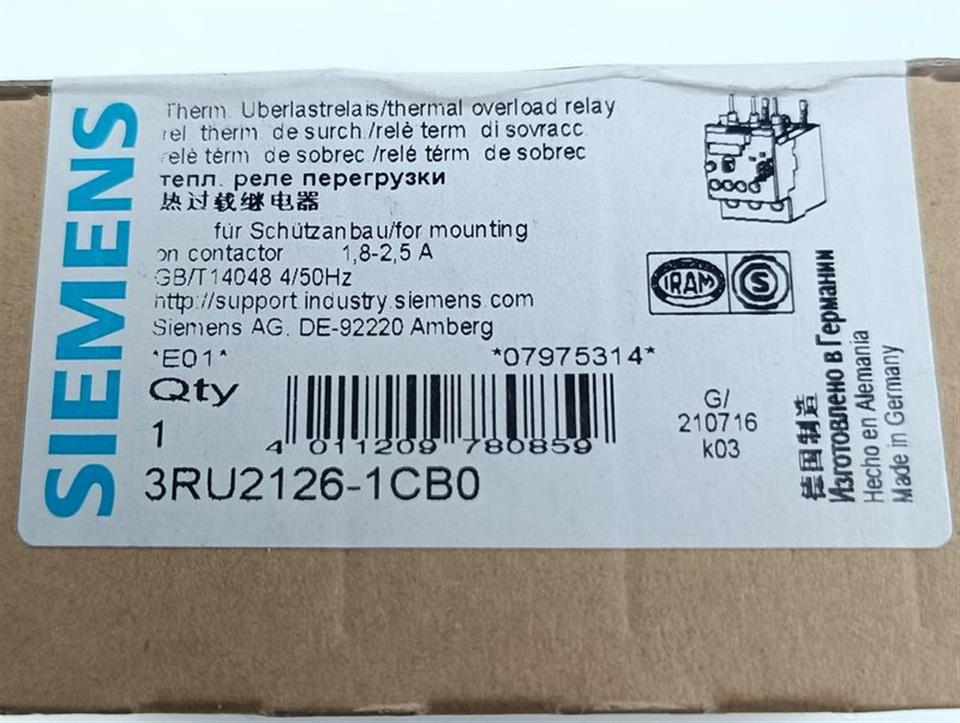 SIEMENS
Therm. Uberlastrelais/thermal overload relay
rel. therm. de surch./relè term. di sovracc.
relé térm. de sobrec./relé térm. de sobrec
тепл. реле перегрузки
热过载继电器
für Schützanbau/for mounting
on contactor 1,8-2,5 A
GB/T14048 4/50Hz
http://support.industry.siemens.com
Siemens AG. DE-92220 Amberg
*E01* *07975314*
Qty
1
4 011209 780859
3RU2126-1CB0
IRAM
S
G/
210716
k03
德国制造
Изготовлено в Германии
Hecho en Alemania
Made in Germany